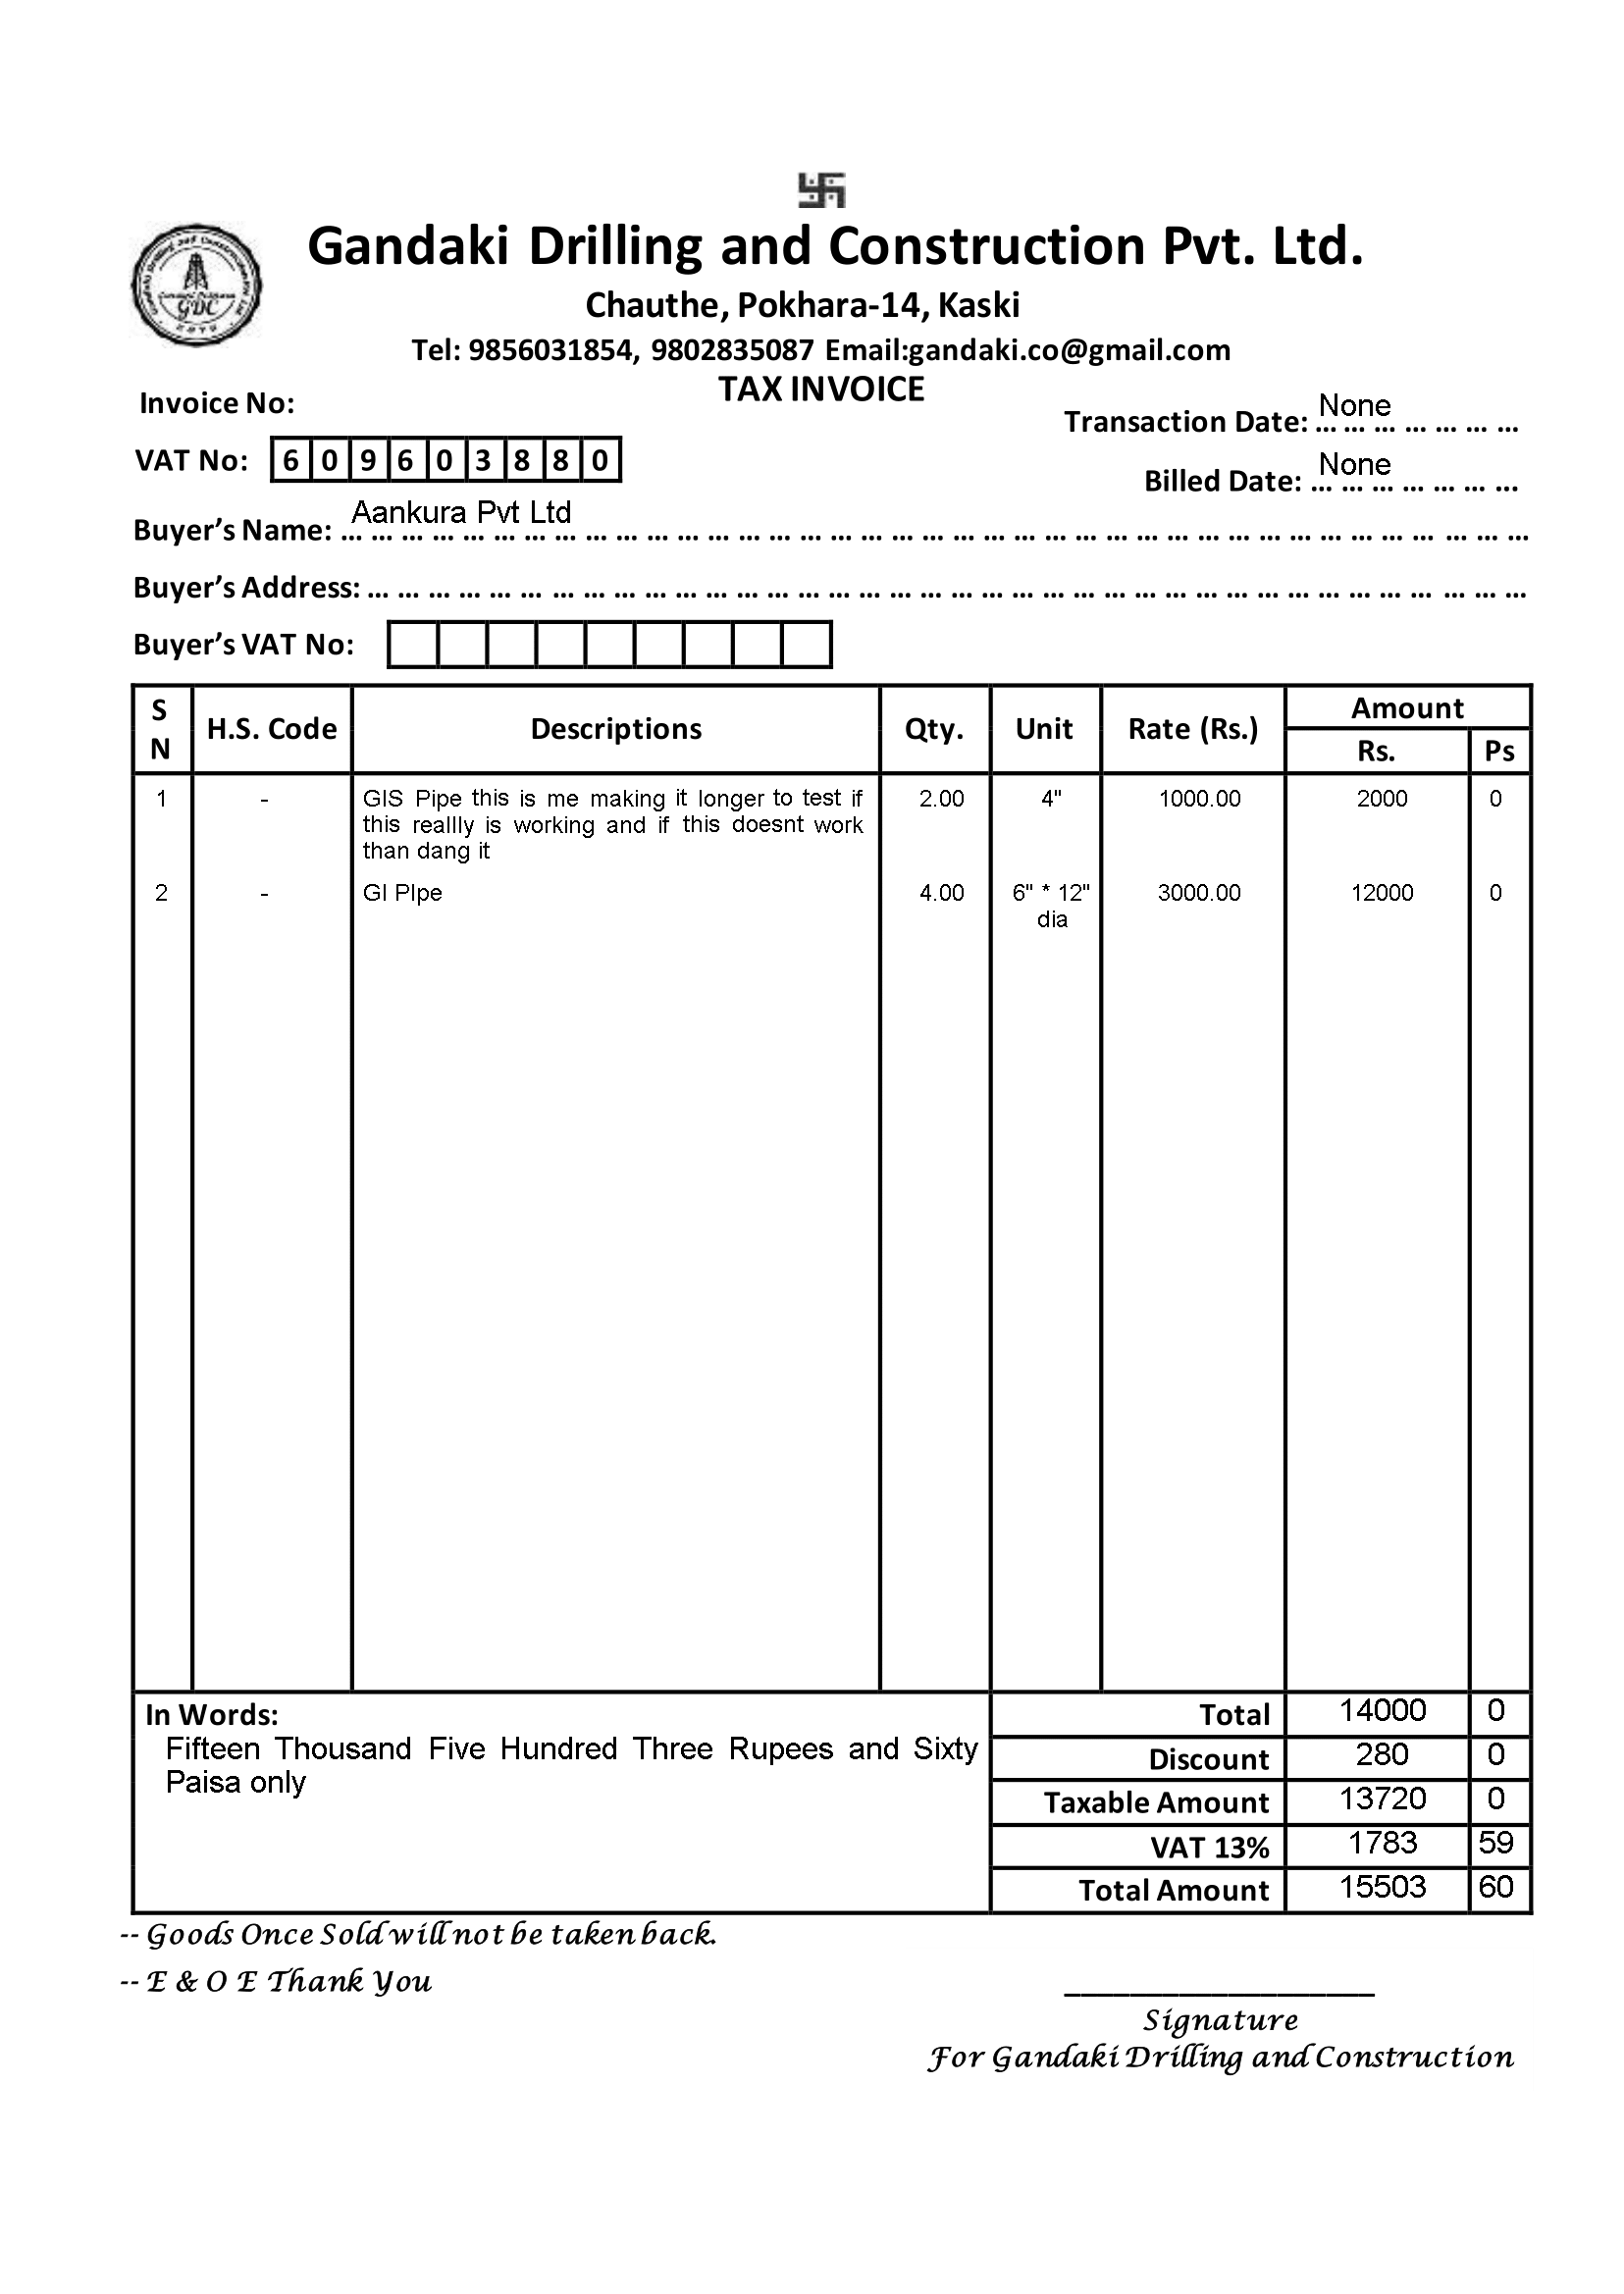 卐
Gandaki Drilling and Construction Pvt. Ltd.
Chauthe, Pokhara-14, Kaski
Tel: 9856031854, 9802835087 Email:gandaki.co@gmail.com
TAX INVOICE
GDC
Invoice No:
Transaction Date: None
VAT No: 6 0 9 6 0 3 8 8 0
Billed Date: None
Buyer’s Name: Aankura Pvt Ltd
Buyer’s Address:
Buyer’s VAT No:
S N H.S. Code Descriptions Qty. Unit Rate (Rs.) Amount
Rs. Ps
1 - GIS Pipe this is me making it longer to test if 2.00 4" 1000.00 2000 0
this reallly is working and if this doesnt work
than dang it
2 - GI PIpe 4.00 6" * 12" 3000.00 12000 0
dia
In Words:
Fifteen Thousand Five Hundred Three Rupees and Sixty
Paisa only
Total 14000 0
Discount 280 0
Taxable Amount 13720 0
VAT 13% 1783 59
Total Amount 15503 60
-- Goods Once Sold will not be taken back.
-- E & O E Thank You
Signature
For Gandaki Drilling and Construction